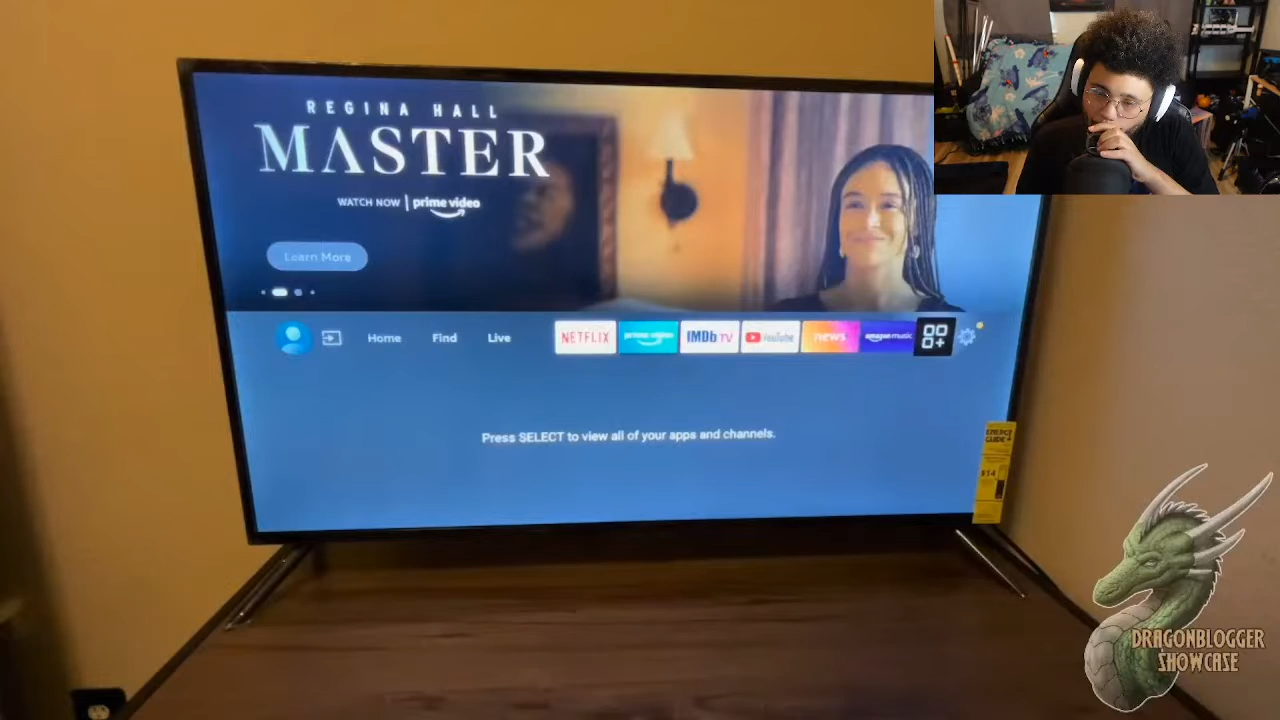 REGINA HALL
MASTER
WATCH NOW | prime video
Learn More
Home Find Live NETFLIX IMDb TV YouTube news amazon music
Press SELECT to view all of your apps and channels.
ENERGY
GUIDE
$14
DRAGONBLOGGER
SHOWCASE